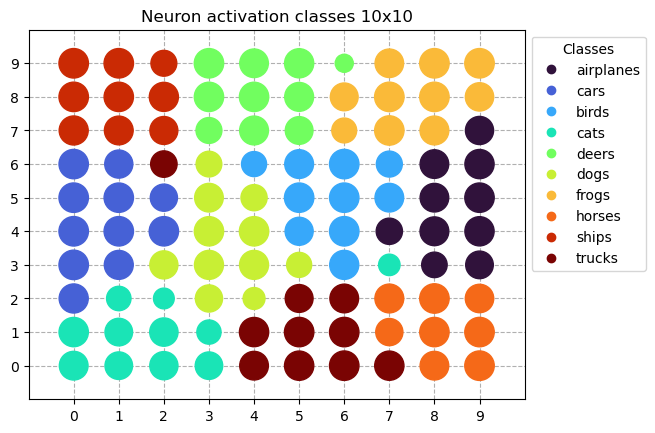 Neuron activation classes 10x10
9
8
7
6
5
4
3
2
1
0
0 1 2 3 4 5 6 7 8 9
Classes
airplanes
cars
birds
cats
deers
dogs
frogs
horses
ships
trucks